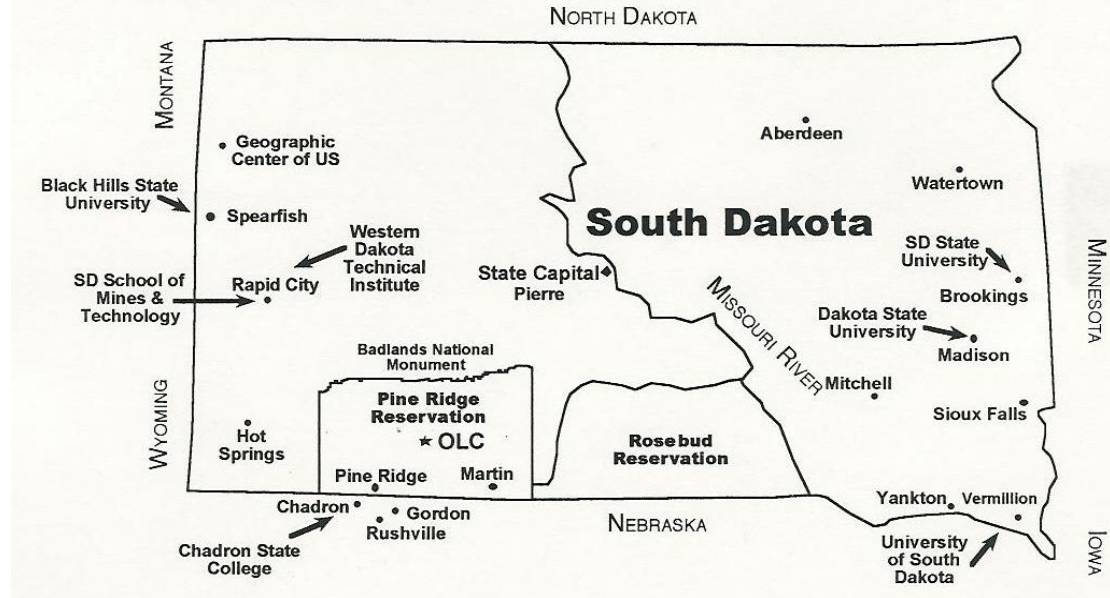 NORTH DAKOTA
MONTANA
Geographic
Center of US
Aberdeen
Black Hills State
University
Spearfish
Watertown
South Dakota
Western
Dakota
Technical
Institute
SD State
University
MINNESOTA
SD School of
Mines &
Technology
Rapid City
State Capital
Pierre
Brookings
MISSOURI RIVER
Dakota State
University
Madison
Badlands National
Monument
Mitchell
WYOMING
Pine Ridge
Reservation
Sioux Falls
Hot
Springs
OLC
Rosebud
Reservation
Pine Ridge
Martin
Yankton
Vermillion
Chadron
Gordon
Rushville
NEBRASKA
Chadron State
College
University
of South
Dakota
IOWA